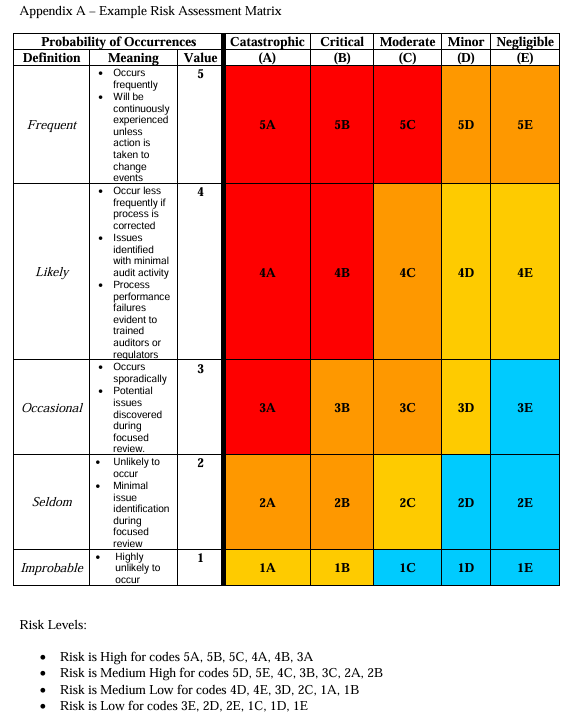 Appendix A – Example Risk Assessment Matrix
Probability of Occurrences Catastrophic Critical Moderate Minor Negligible
Definition Meaning Value (A) (B) (C) (D) (E)
Frequent
• Occurs
frequently
• Will be
continuously
experienced
unless
action is
taken to
change
events
5
5A 5B 5C 5D 5E
Likely
• Occur less
frequently if
process is
corrected
• Issues
identified
with minimal
audit activity
• Process
performance
failures
evident to
trained
auditors or
regulators
4
4A 4B 4C 4D 4E
Occasional
• Occurs
sporadically
• Potential
issues
discovered
during
focused
review.
3
3A 3B 3C 3D 3E
Seldom
• Unlikely to
occur
• Minimal
issue
identification
during
focused
review
2
2A 2B 2C 2D 2E
Improbable
• Highly
unlikely to
occur
1
1A 1B 1C 1D 1E
Risk Levels:
• Risk is High for codes 5A, 5B, 5C, 4A, 4B, 3A
• Risk is Medium High for codes 5D, 5E, 4C, 3B, 3C, 2A, 2B
• Risk is Medium Low for codes 4D, 4E, 3D, 2C, 1A, 1B
• Risk is Low for codes 3E, 2D, 2E, 1C, 1D, 1E